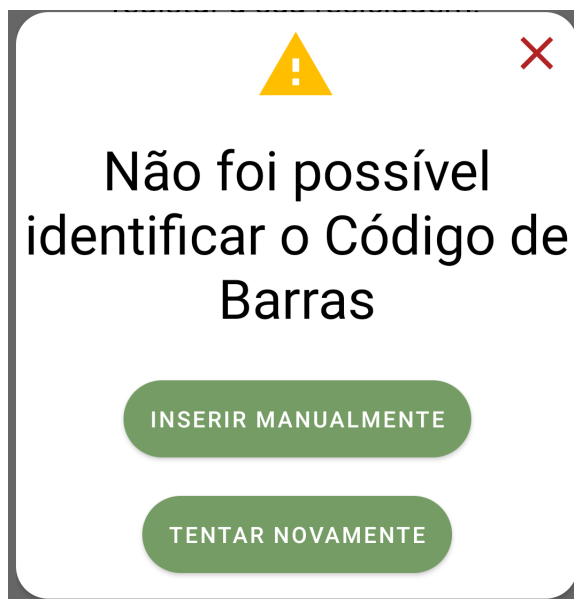 Não foi possível
identificar o Código de
Barras
INSERIR MANUALMENTE
TENTAR NOVAMENTE